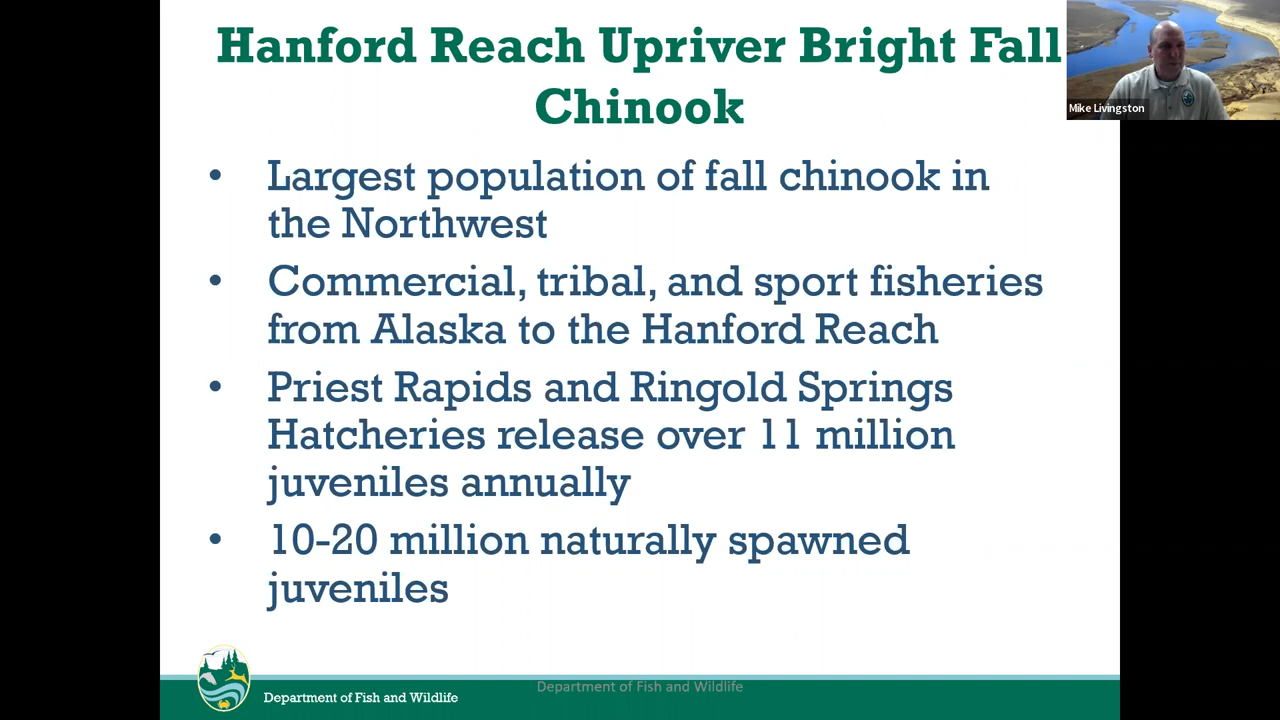 Hanford Reach Upriver Bright Fall
Chinook
Mike Livingston
• Largest population of fall chinook in
the Northwest
• Commercial, tribal, and sport fisheries
from Alaska to the Hanford Reach
• Priest Rapids and Ringold Springs
Hatcheries release over 11 million
juveniles annually
• 10-20 million naturally spawned
juveniles
Department of Fish and Wildlife
Department of Fish and Wildlife